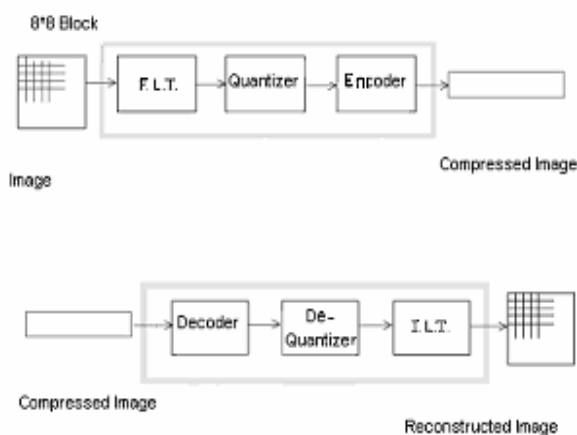 8*8 Block
F.L.T.
Quantizer
Encoder
Image
Compressed Image
Decoder
De-
Quantizer
I.L.T.
Compressed Image
Reconstructed Image